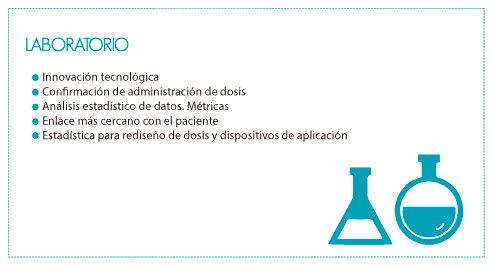 LABORATORIO
Innovación tecnológica
Confirmación de administración de dosis
Análisis estadístico de datos. Métricas
Enlace más cercano con el paciente
Estadística para rediseño de dosis y dispositivos de aplicación